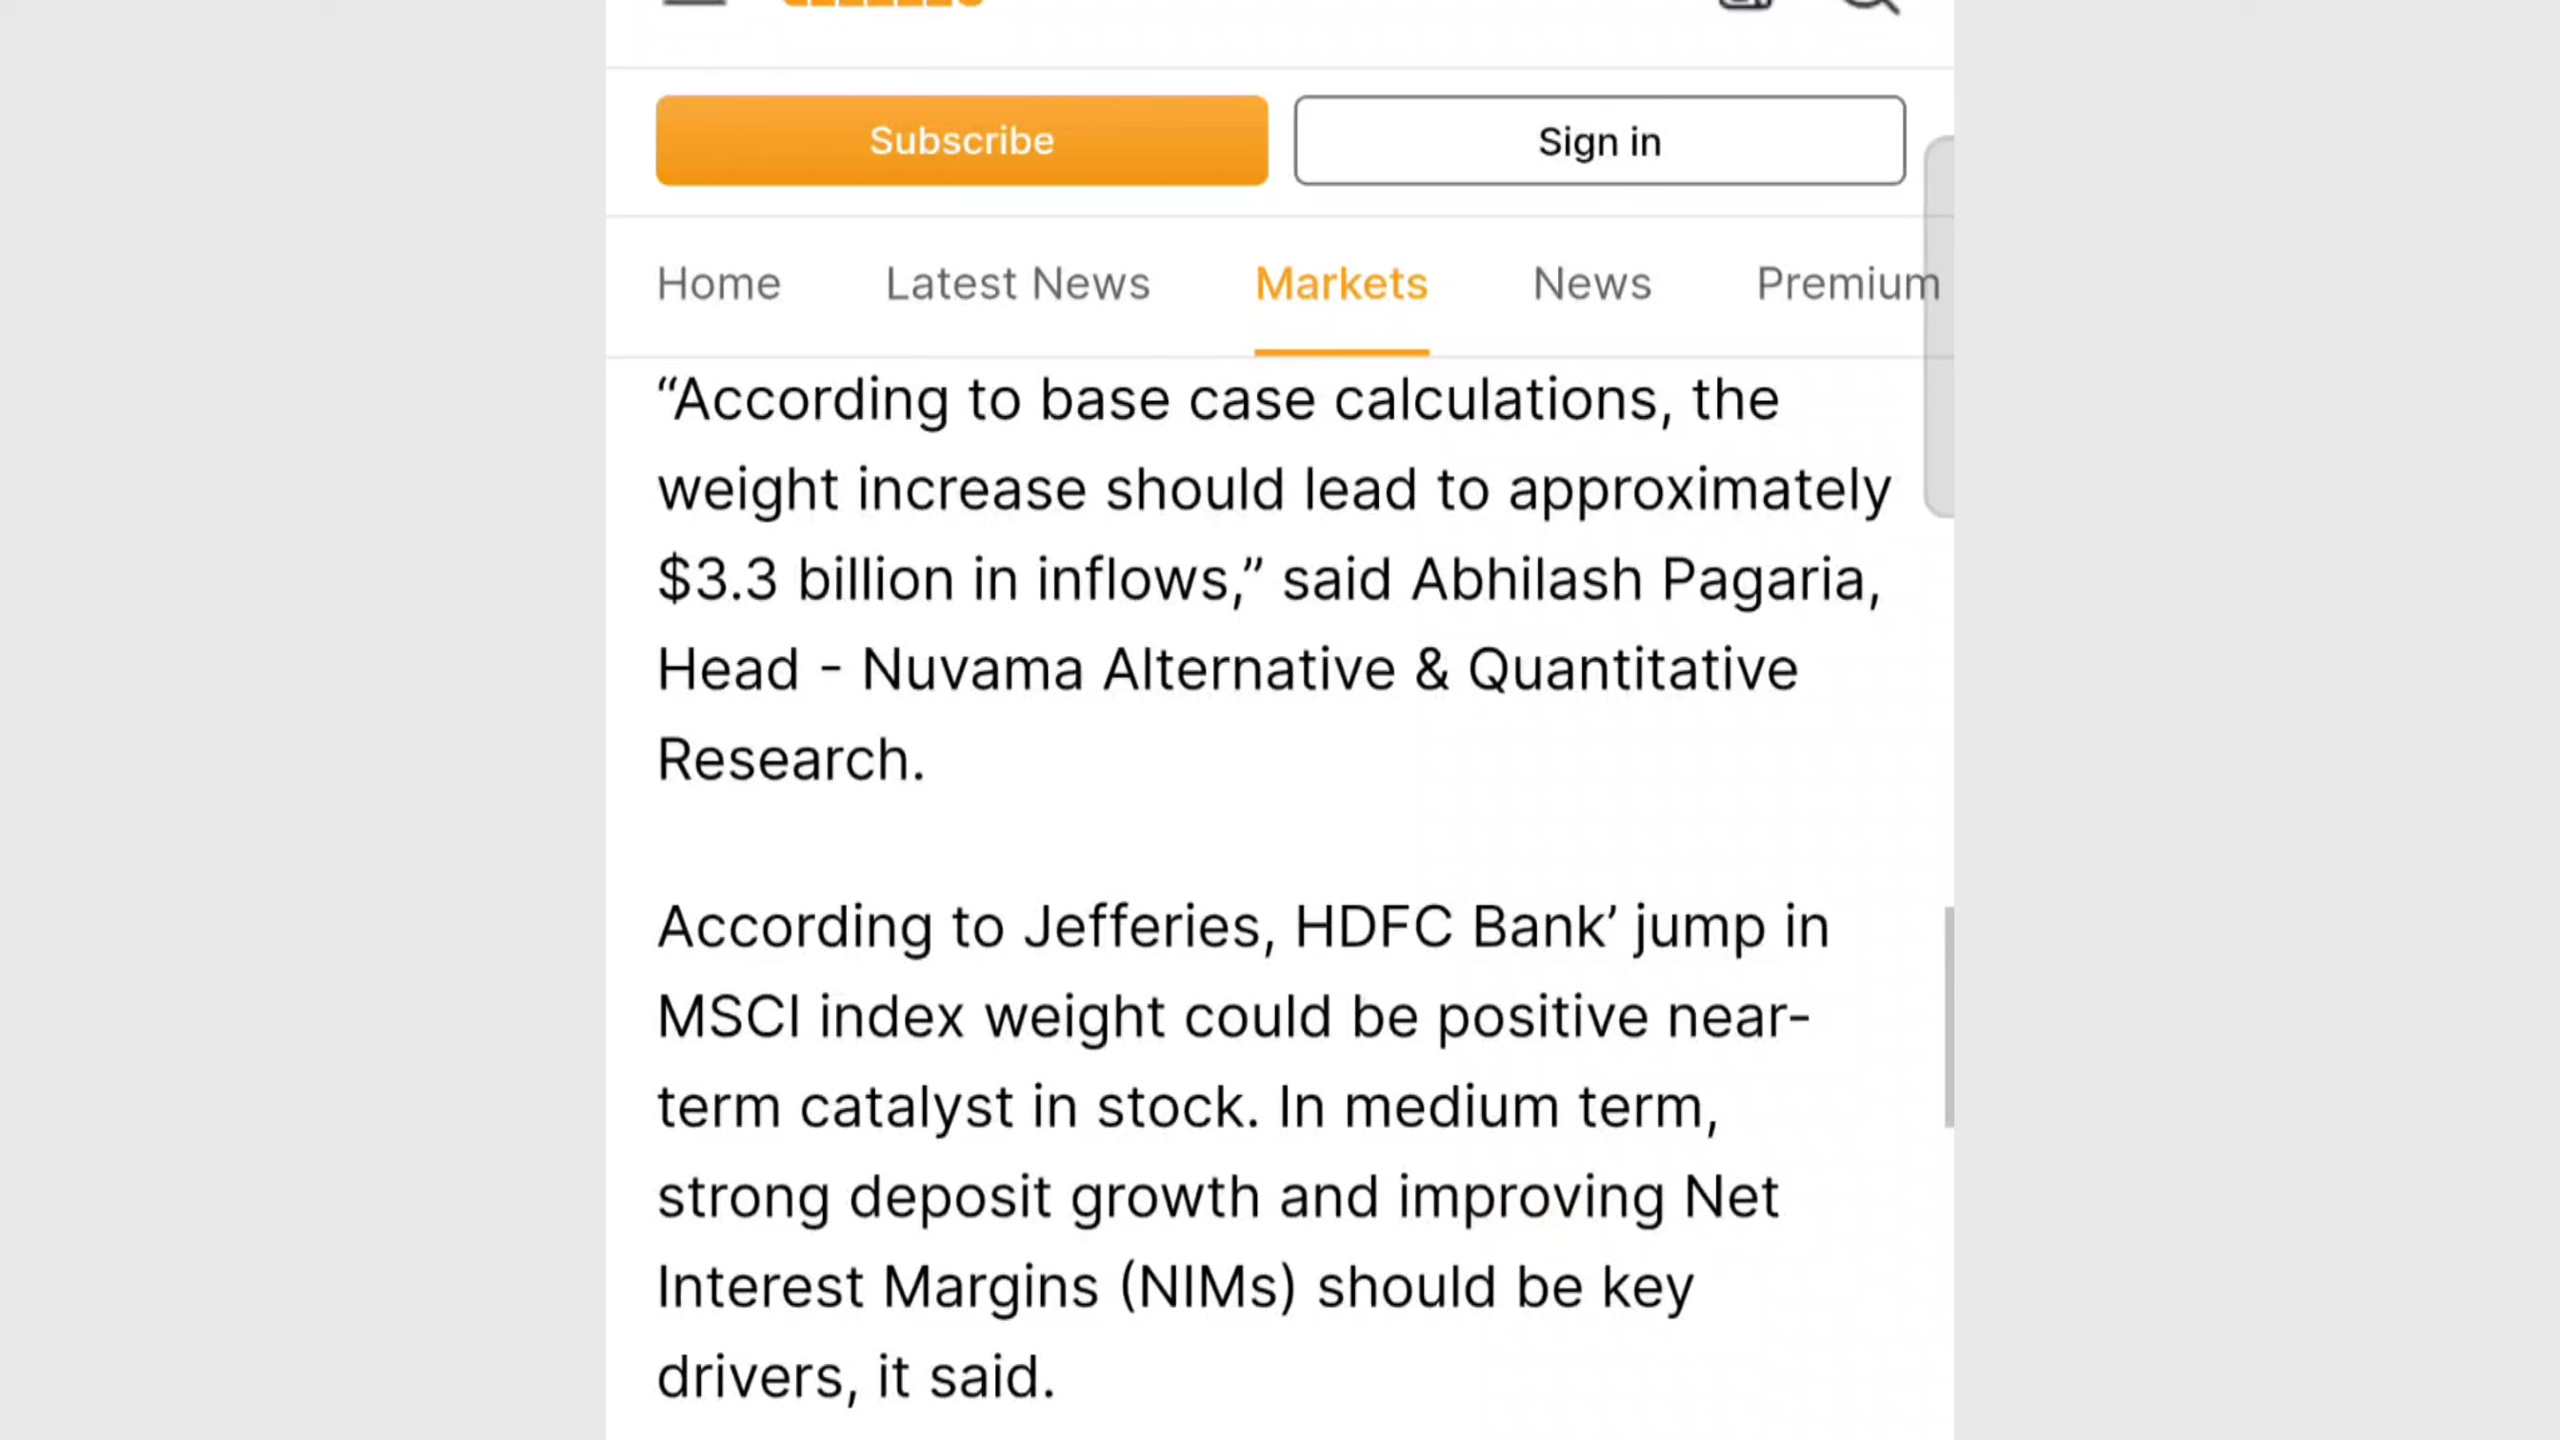 Subscribe
Sign in
Home
Latest News
Markets
News
Premium
“According to base case calculations, the
weight increase should lead to approximately
$3.3 billion in inflows,” said Abhilash Pagaria,
Head - Nuvama Alternative & Quantitative
Research.
According to Jefferies, HDFC Bank’ jump in
MSCI index weight could be positive near-
term catalyst in stock. In medium term,
strong deposit growth and improving Net
Interest Margins (NIMs) should be key
drivers, it said.